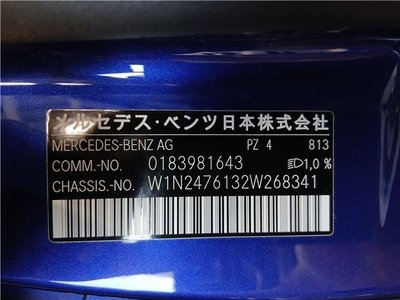 メルセデス・ベンツ日本株式会社
MERCEDES-BENZ AG PZ 4 813
COMM.-NO. 0183981643 1,0 %
CHASSIS.-NO. W1N2476132W268341